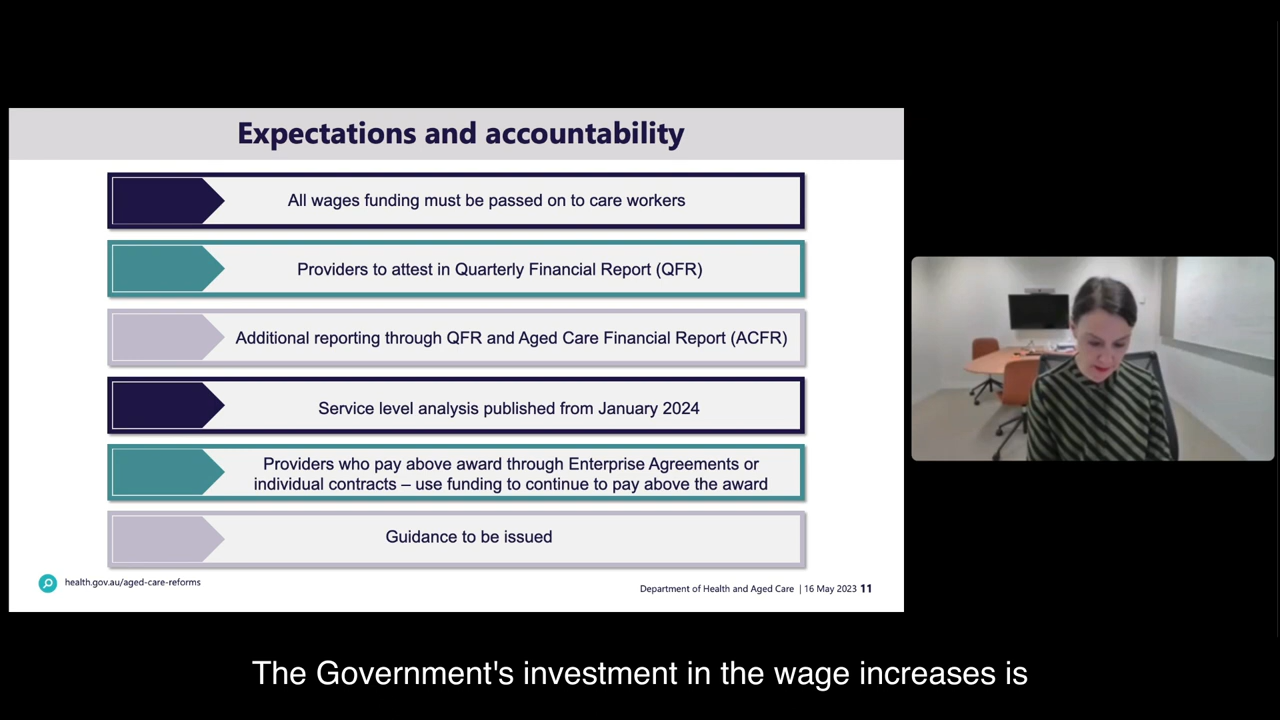 Expectations and accountability
All wages funding must be passed on to care workers
Providers to attest in Quarterly Financial Report (QFR)
Additional reporting through QFR and Aged Care Financial Report (ACFR)
Service level analysis published from January 2024
Providers who pay above award through Enterprise Agreements or
individual contracts – use funding to continue to pay above the award
Guidance to be issued
health.gov.au/aged-care-reforms
Department of Health and Aged Care | 16 May 2023 11
The Government's investment in the wage increases is